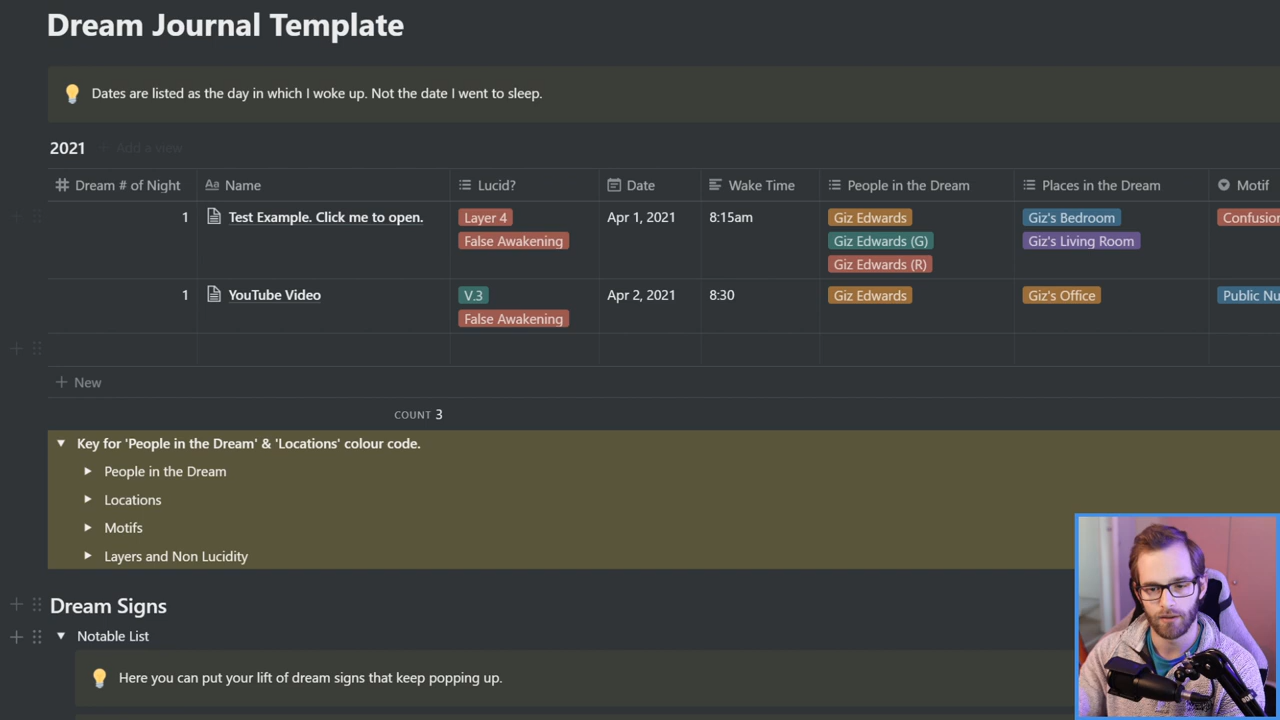 Dream Journal Template
Dates are listed as the day in which I woke up. Not the date I went to sleep.
2021 + Add a view
Dream # of Night Name Lucid? Date Wake Time People in the Dream Places in the Dream Motif
1 Test Example. Click me to open. Layer 4 Apr 1, 2021 8:15am Giz Edwards Giz's Bedroom Confusion
False Awakening Giz Edwards (G) Giz's Living Room
Giz Edwards (R)
1 YouTube Video V.3 Apr 2, 2021 8:30 Giz Edwards Giz's Office Public Nu
False Awakening
+ New
COUNT 3
Key for 'People in the Dream' & 'Locations' colour code.
People in the Dream
Locations
Motifs
Layers and Non Lucidity
Dream Signs
Notable List
Here you can put your lift of dream signs that keep popping up.